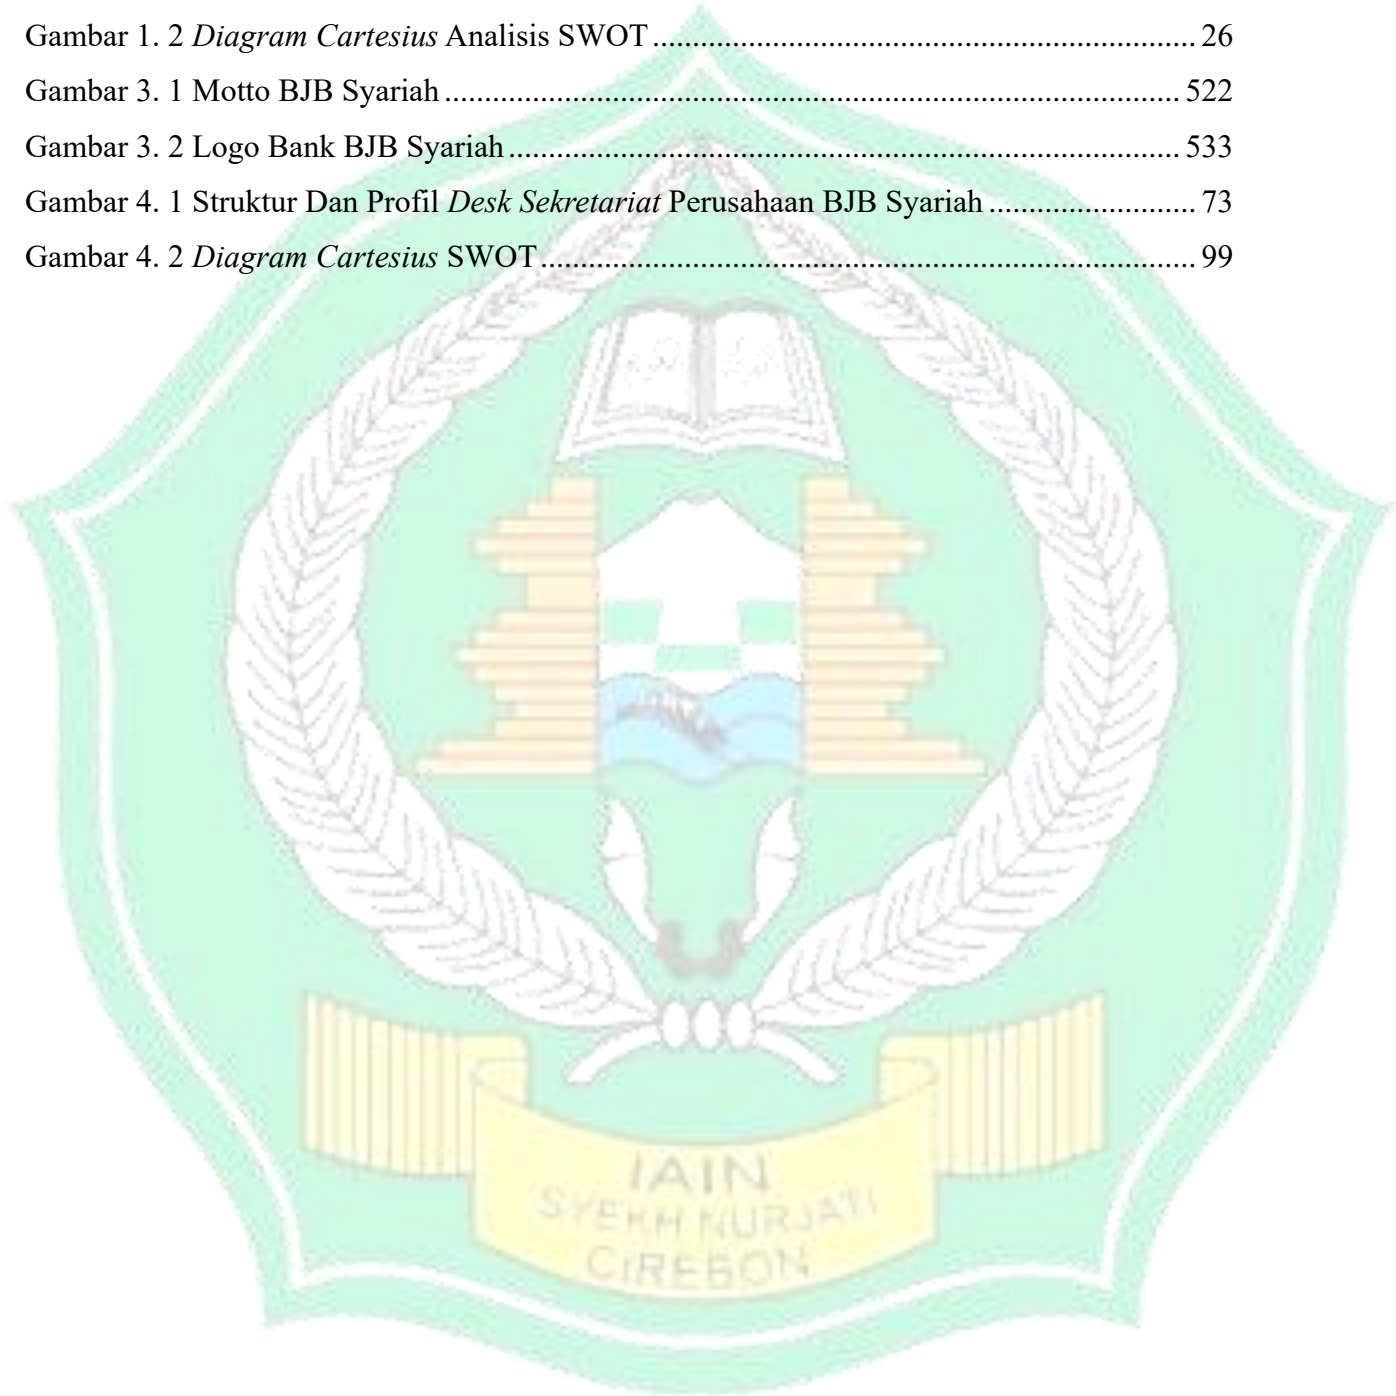 Gambar 1. 2 Diagram Cartesius Analisis SWOT ........................................................................ 26
Gambar 3. 1 Motto BJB Syariah ............................................................................................... 522
Gambar 3. 2 Logo Bank BJB Syariah ...................................................................................... 533
Gambar 4. 1 Struktur Dan Profil Desk Sekretariat Perusahaan BJB Syariah .......................... 73
Gambar 4. 2 Diagram Cartesius SWOT ..................................................................................... 99
IAIN
SYEKH NURJATI
CIREBON